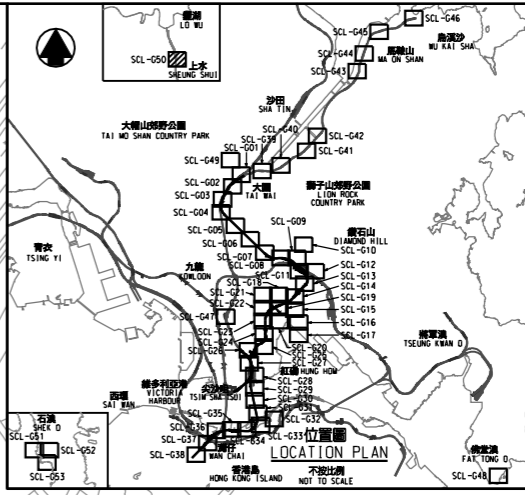 羅湖
LO WU
SCL-G50
上水
SHEUNG SHUI
SCL-G46
SCL-G45
烏溪沙
WU KAI SHA
SCL-G44
馬鞍山
MA ON SHAN
SCL-G43
沙田
SHA TIN
大帽山郊野公園
TAI MO SHAN COUNTRY PARK
SCL-G40
SCL-G39
SCL-G01
SCL-G42
SCL-G41
SCL-G49
SCL-G02
大圍
TAI WAI
獅子山郊野公園
LION ROCK
COUNTRY PARK
SCL-G03
SCL-G04
SCL-G05
SCL-G06
SCL-G07
SCL-G08
SCL-G09
鑽石山
DIAMOND HILL
SCL-G10
SCL-G11
SCL-G12
SCL-G13
SCL-G14
SCL-G18
SCL-G19
SCL-G15
SCL-G16
SCL-G17
青衣
TSING YI
九龍
KOWLOON
SCL-G21
SCL-G22
SCL-G47
SCL-G23
SCL-G24
SCL-G26
SCL-G20
SCL-G25
SCL-G27
將軍澳
TSEUNG KWAN O
紅磡
HUNG HOM
SCL-G28
SCL-G29
SCL-G30
SCL-G31
SCL-G32
SCL-G33
SCL-G34
SCL-G35
SCL-G36
SCL-G37
SCL-G38
維多利亞港
VICTORIA
HARBOUR
尖沙咀
TSIM SHA TSUI
西環
SAI WAN
灣仔
WAN CHAI
香港島
HONG KONG ISLAND
石澳
SHEK O
SCL-G51
SCL-G52
SCL-G53
佛堂澳
FAT TONG O
SCL-G48
位置圖
LOCATION PLAN
不按比例
NOT TO SCALE